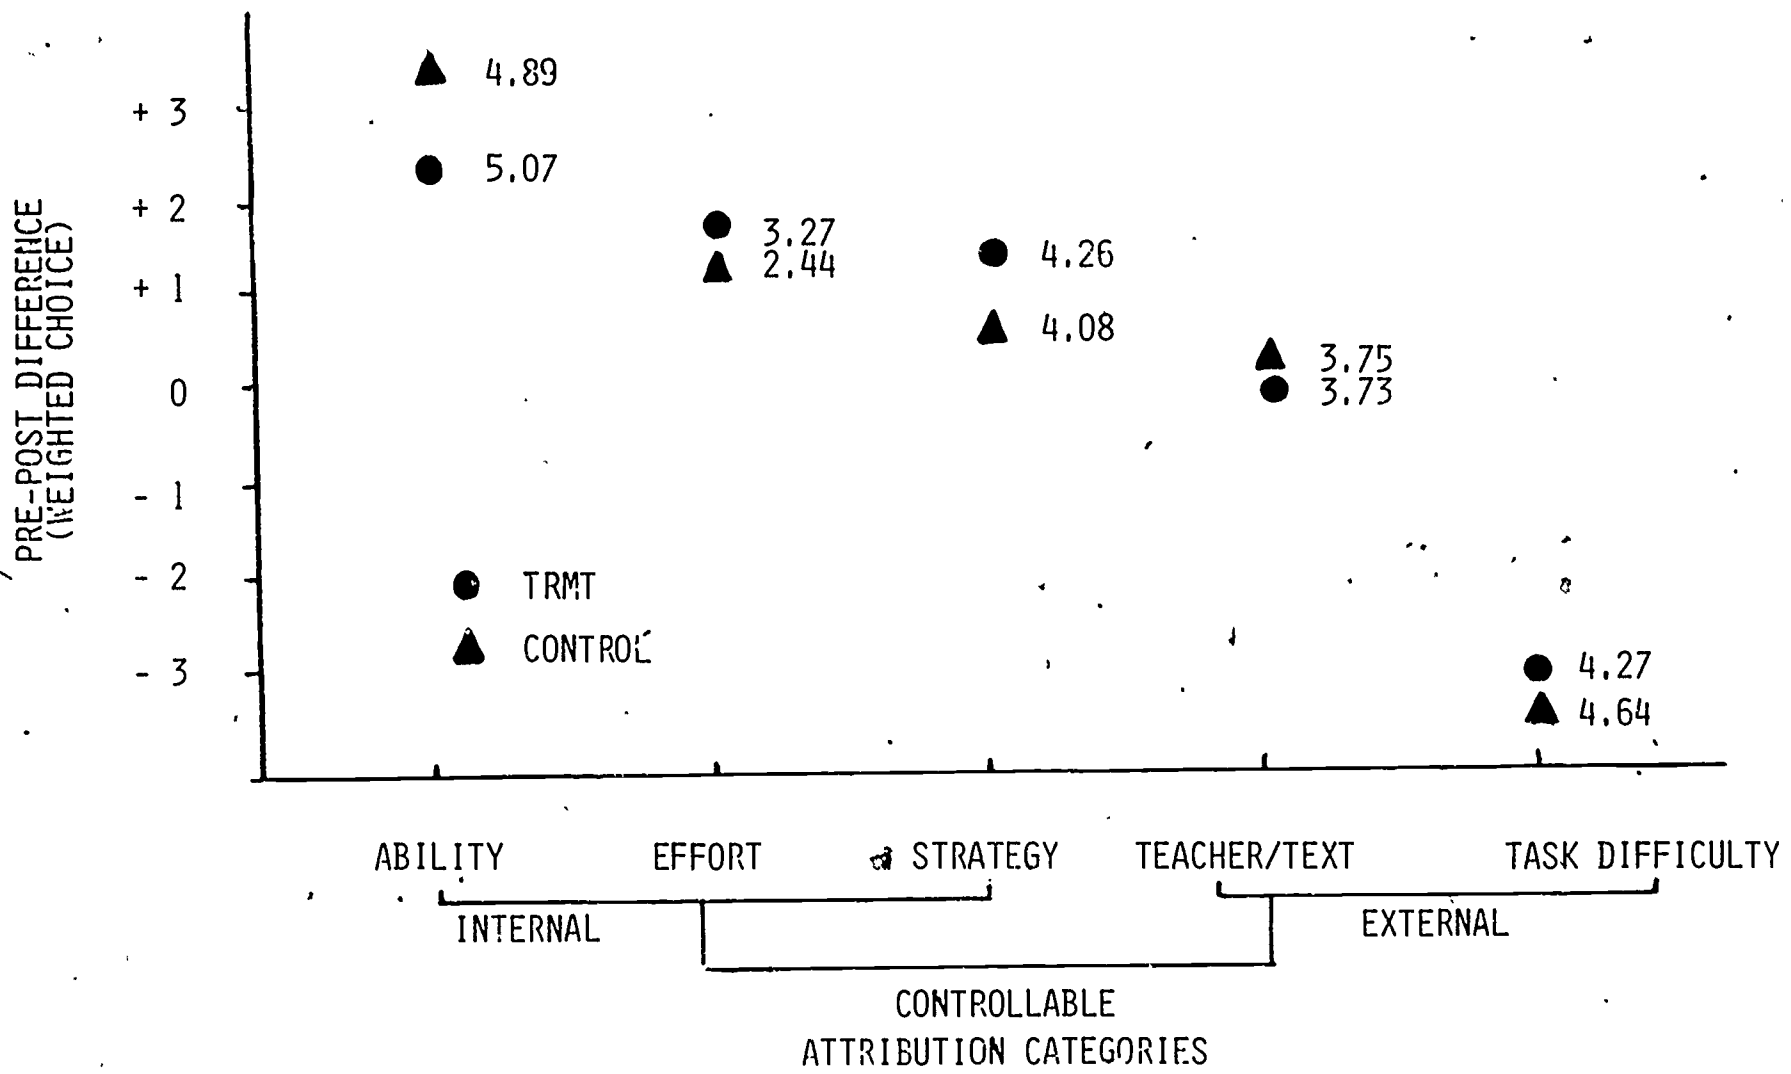 PRE-POST DIFFERENCE
(WEIGHTED CHOICE)
+ 3
+ 2
+ 1
0
- 1
- 2
- 3
4.89
5.07
3.27
2.44
4.26
4.08
3.75
3.73
4.27
4.64
TRMT
CONTROL
ABILITY EFFORT STRATEGY TEACHER/TEXT TASK DIFFICULTY
INTERNAL EXTERNAL
CONTROLLABLE
ATTRIBUTION CATEGORIES